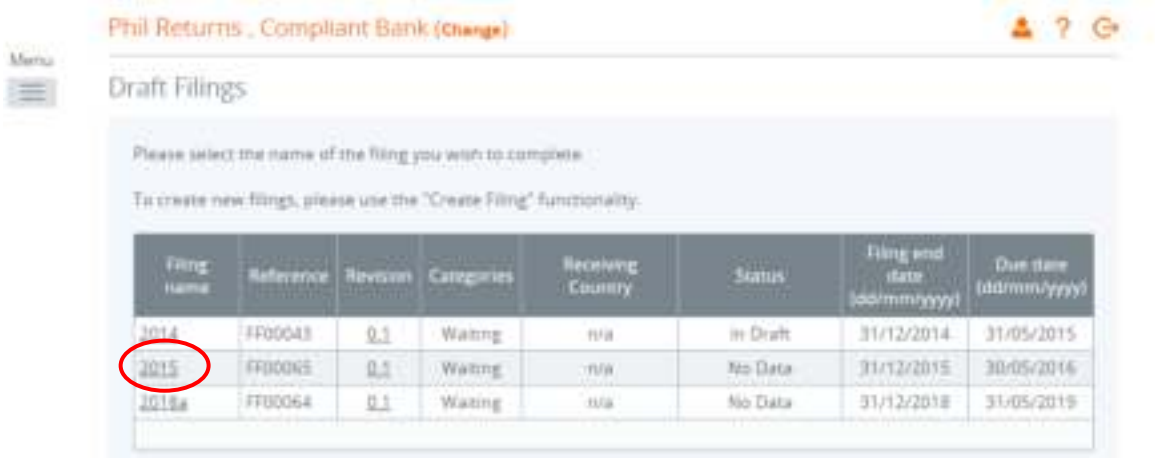 Phil Returns , Compliant Bank (Change)
?
Menu
Draft Filings
Please select the name of the filing you wish to complete
To create new filings, please use the "Create Filing" functionality.
Filing name Reference Revision Categories Receiving Country Status Filing end date (dd/mm/yyyy) Due date (dd/mm/yyyy)
2014 FF00043 0.1 Waiting n/a In Draft 31/12/2014 31/05/2015
2015 FF00065 0.1 Waiting n/a No Data 31/12/2015 30/05/2016
2018a FF00064 0.1 Waiting n/a No Data 31/12/2018 31/05/2019